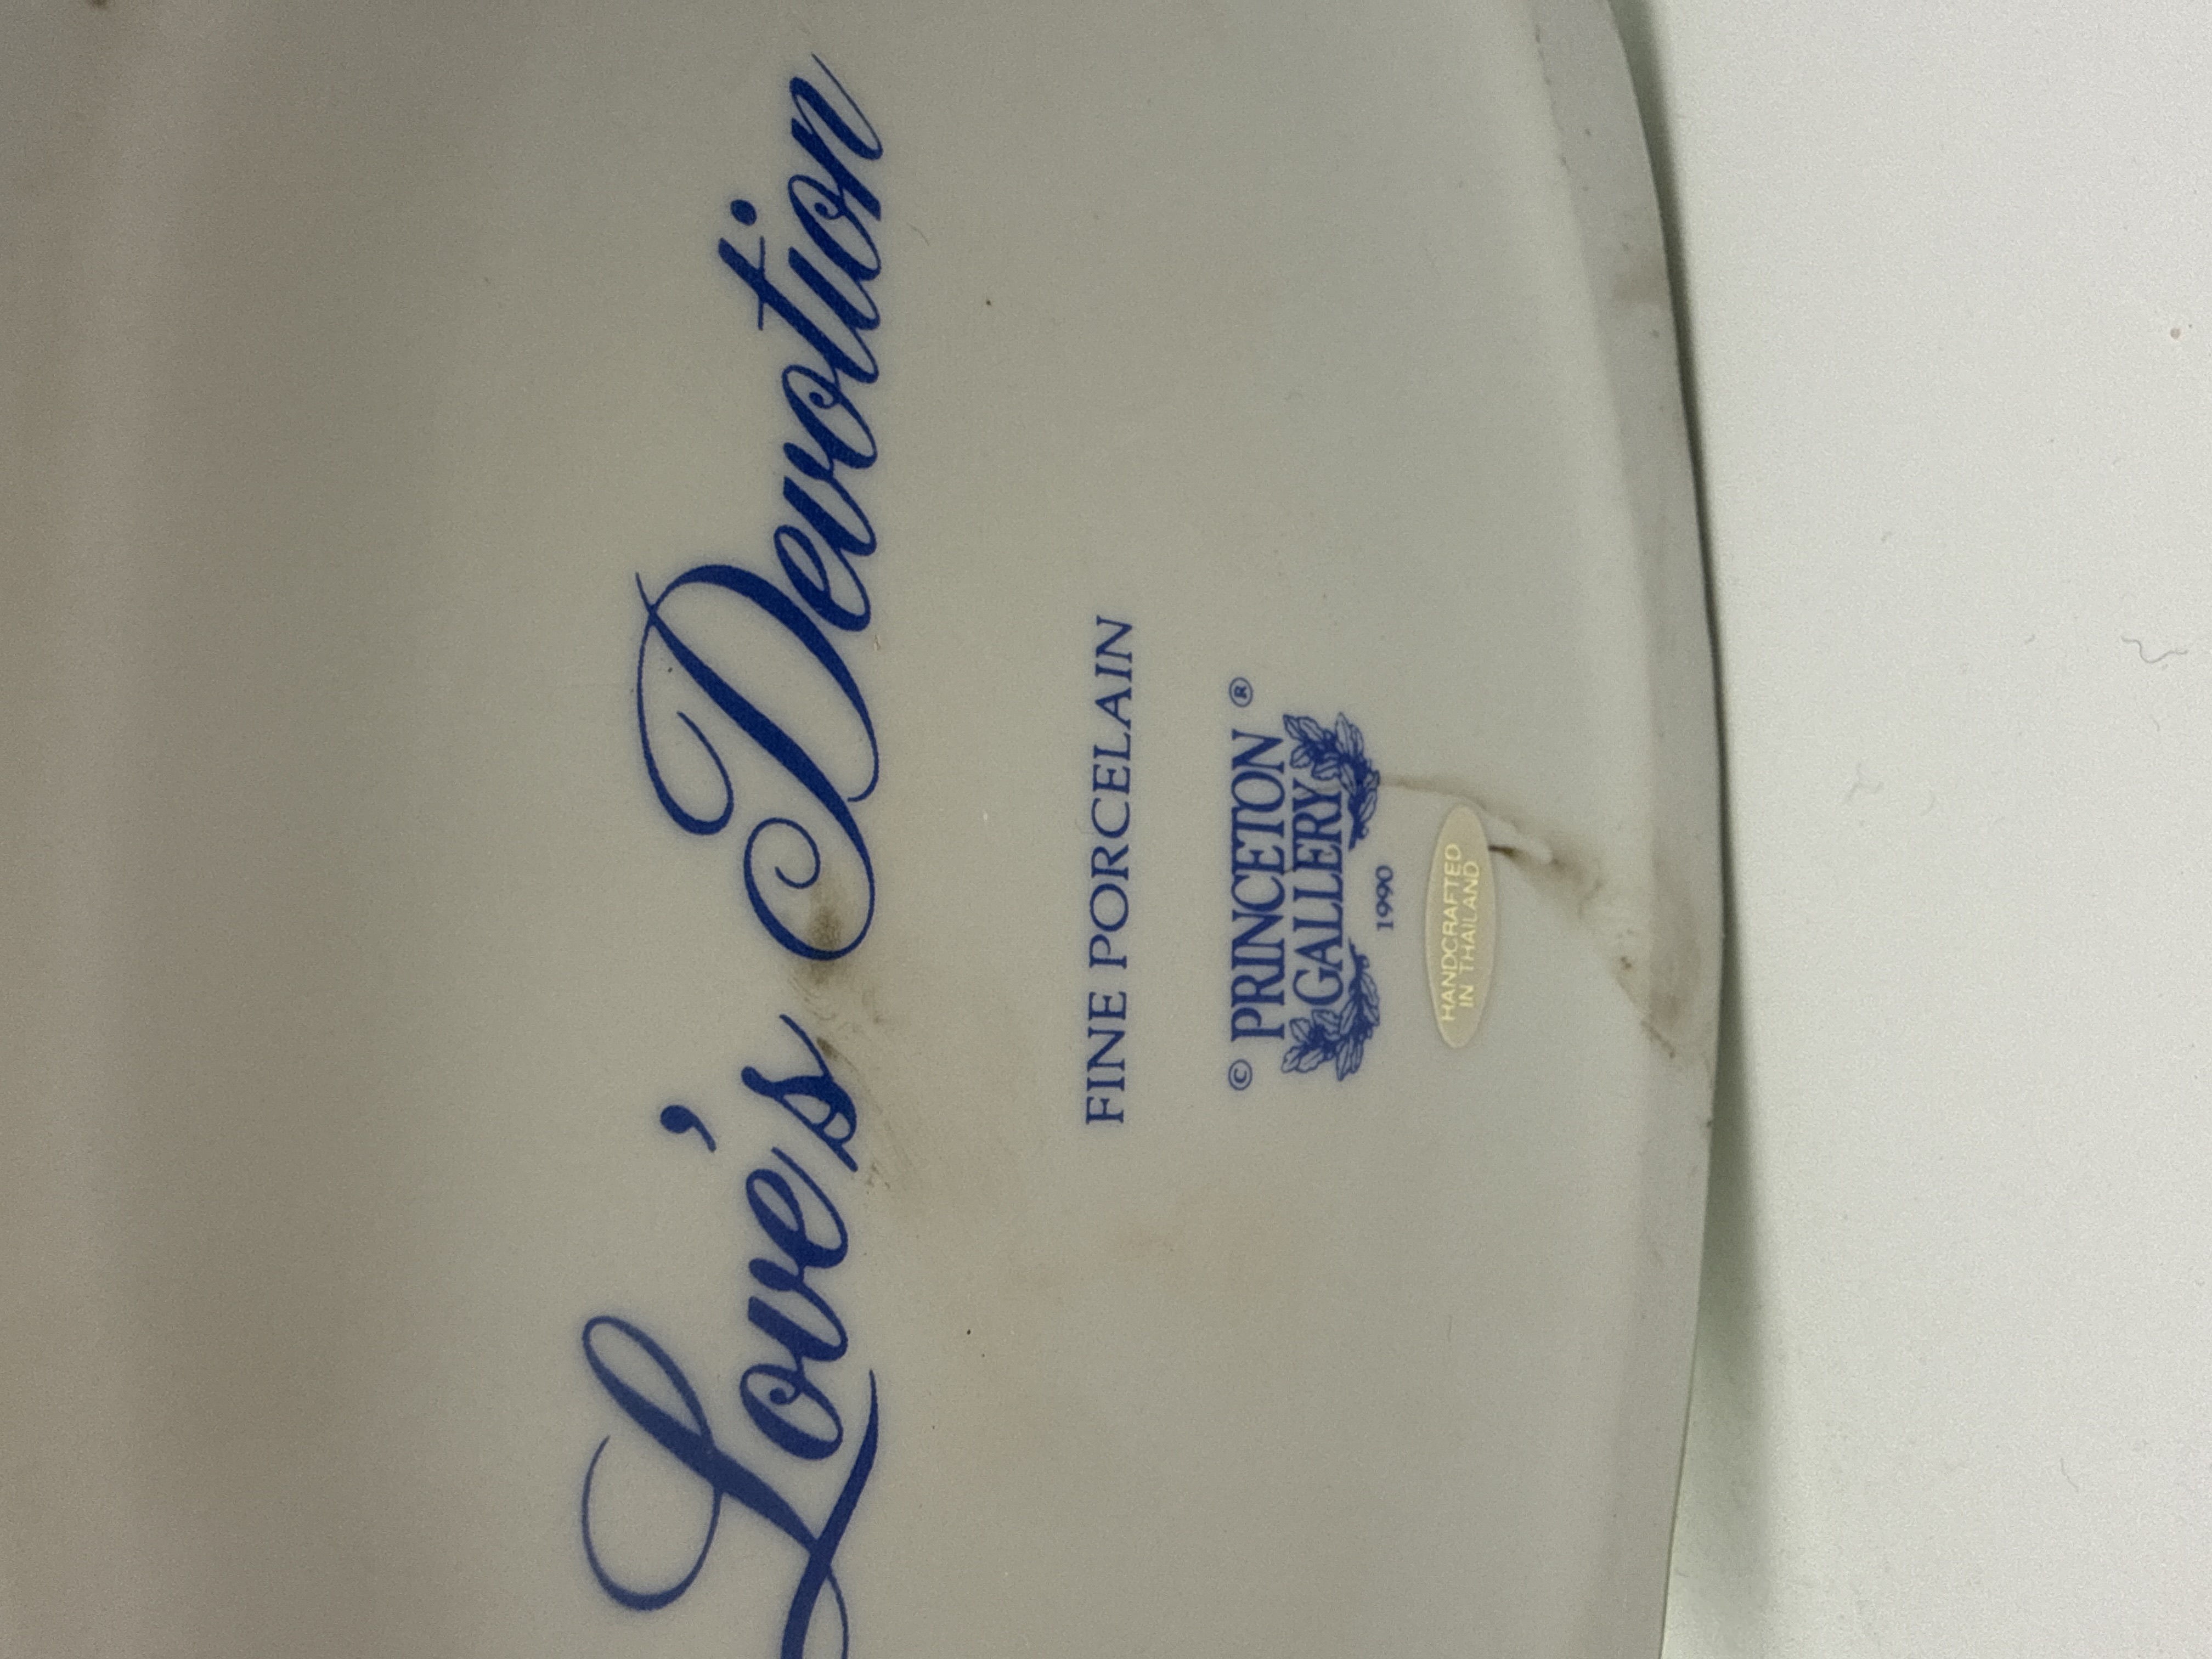 Love's Devotion
FINE PORCELAIN
© PRINCETON ®
GALLERY
1990
HANDCRAFTED
IN THAILAND